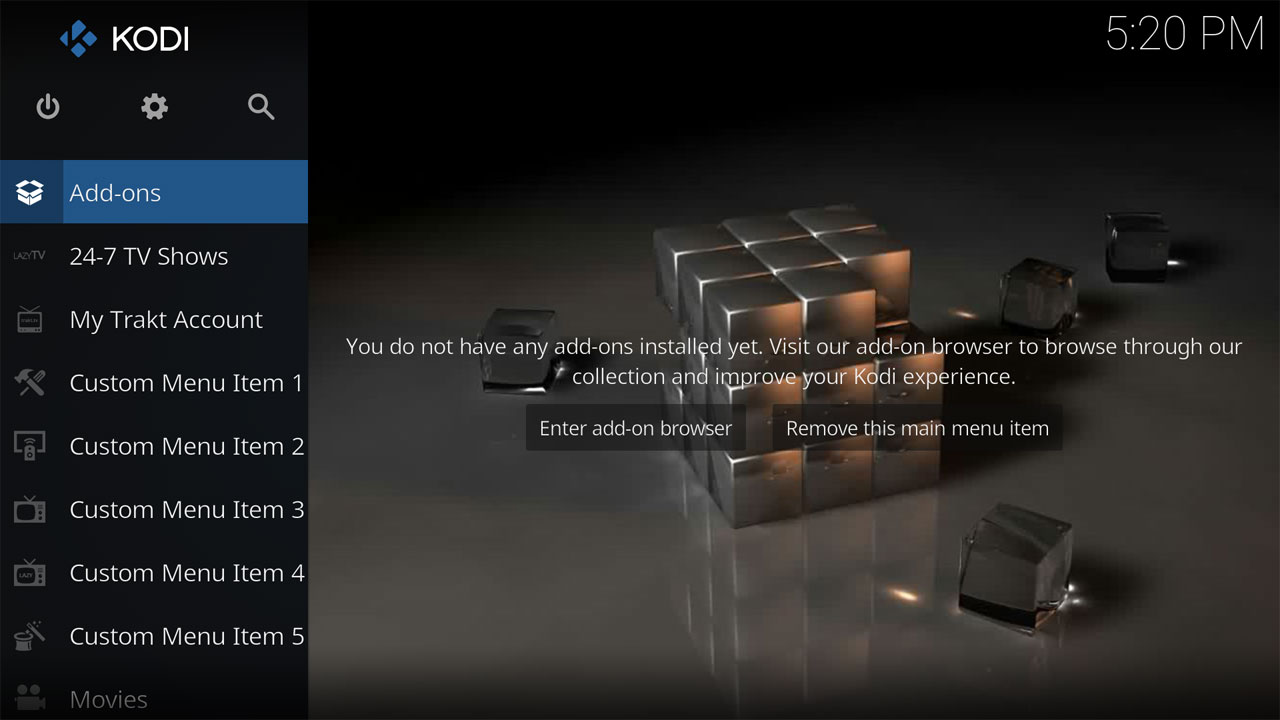 KODI
5:20 PM
Add-ons
LAZYTV
24-7 TV Shows
My Trakt Account
Custom Menu Item 1
Custom Menu Item 2
Custom Menu Item 3
LAZY
Custom Menu Item 4
Custom Menu Item 5
Movies
You do not have any add-ons installed yet. Visit our add-on browser to browse through our
collection and improve your Kodi experience.
Enter add-on browser
Remove this main menu item